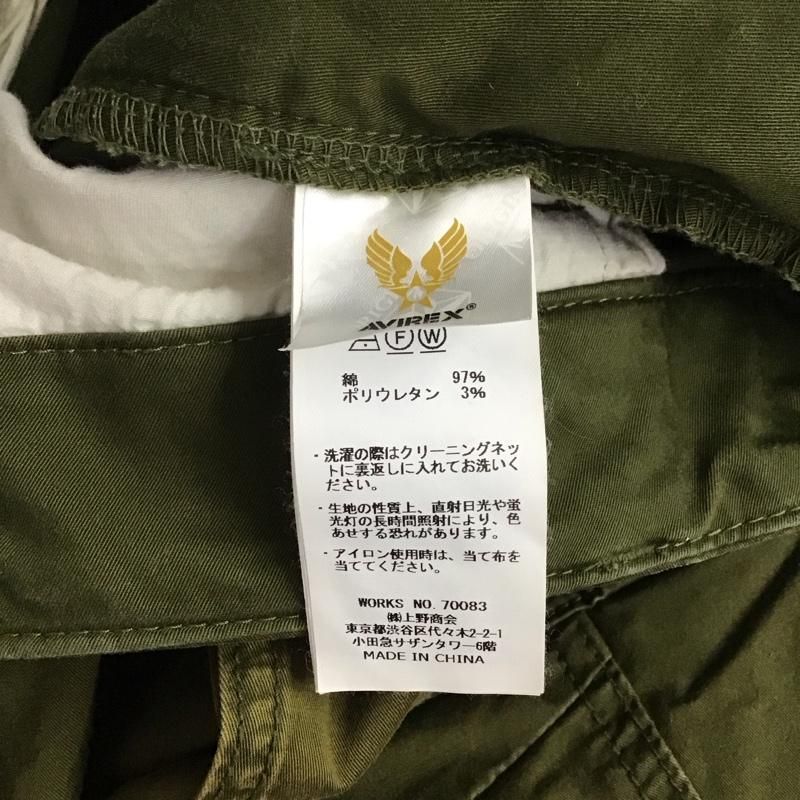 AVIREX®
F W
綿 97%
ポリウレタン 3%
・洗濯の際はクリーニングネッ
トに裏返しに入れてお洗いく
ださい。
・生地の性質上、直射日光や蛍
光灯の長時間照射により、色
あせする恐れがあります。
・アイロン使用時は、当て布を
当ててください。
WORKS NO. 70083
㈱上野商会
東京都渋谷区代々木2-2-1
小田急サザンタワー6階
MADE IN CHINA